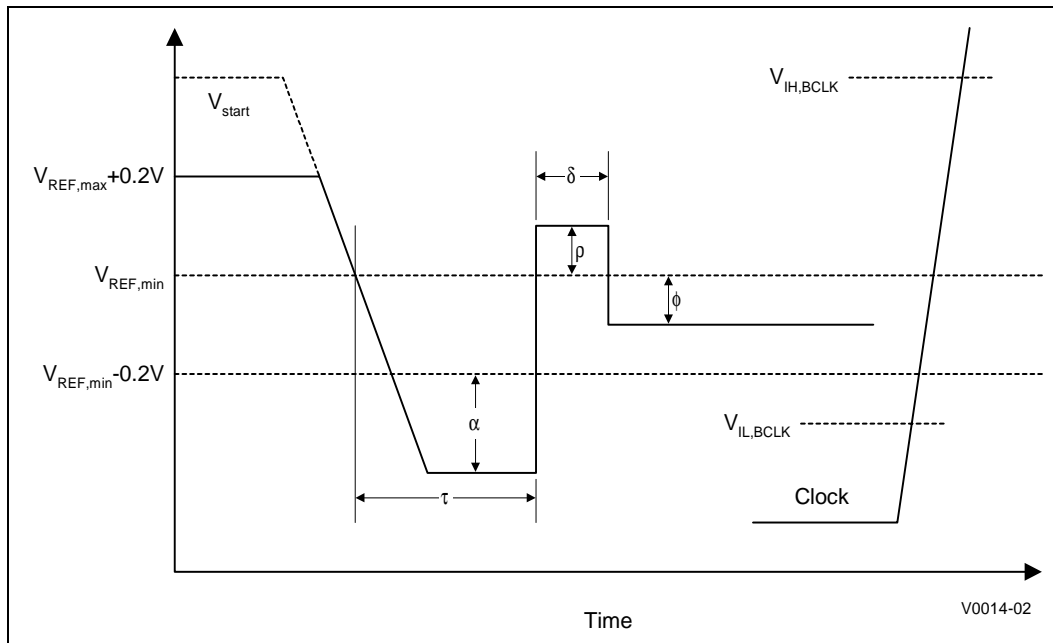 V_IH,BCLK
V_start
V_REF,max+0.2V
δ
ρ
V_REF,min
ϕ
V_REF,min-0.2V
α
V_IL,BCLK
τ
Clock
Time
V0014-02